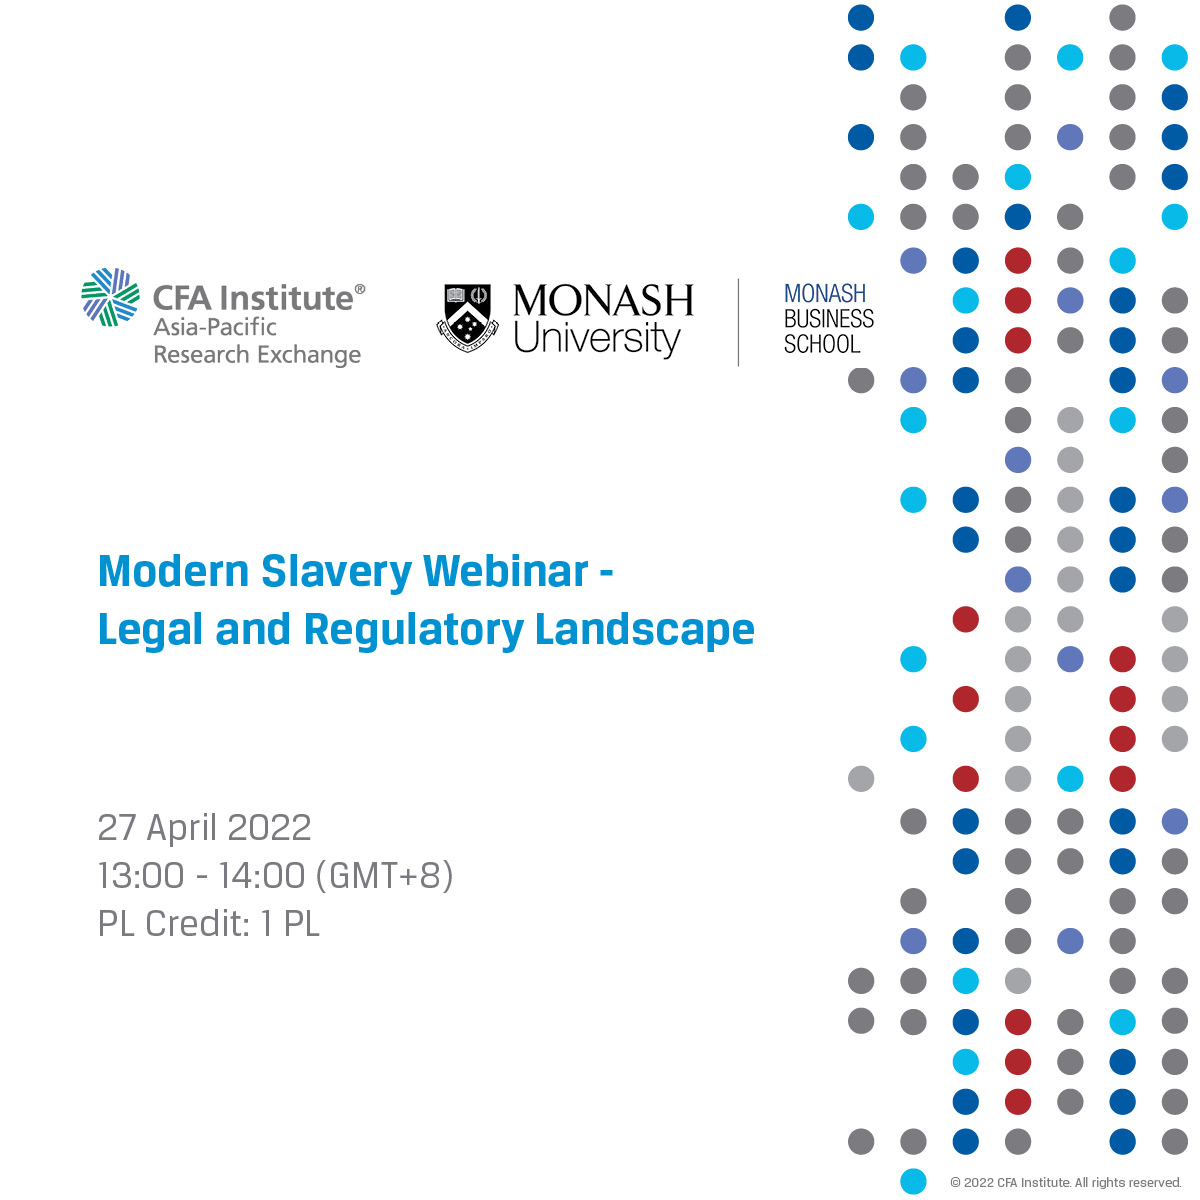 CFA Institute®
Asia-Pacific
Research Exchange
MONASH
University
MONASH
BUSINESS
SCHOOL
Modern Slavery Webinar -
Legal and Regulatory Landscape
27 April 2022
13:00 - 14:00 (GMT+8)
PL Credit: 1 PL
© 2022 CFA Institute. All rights reserved.